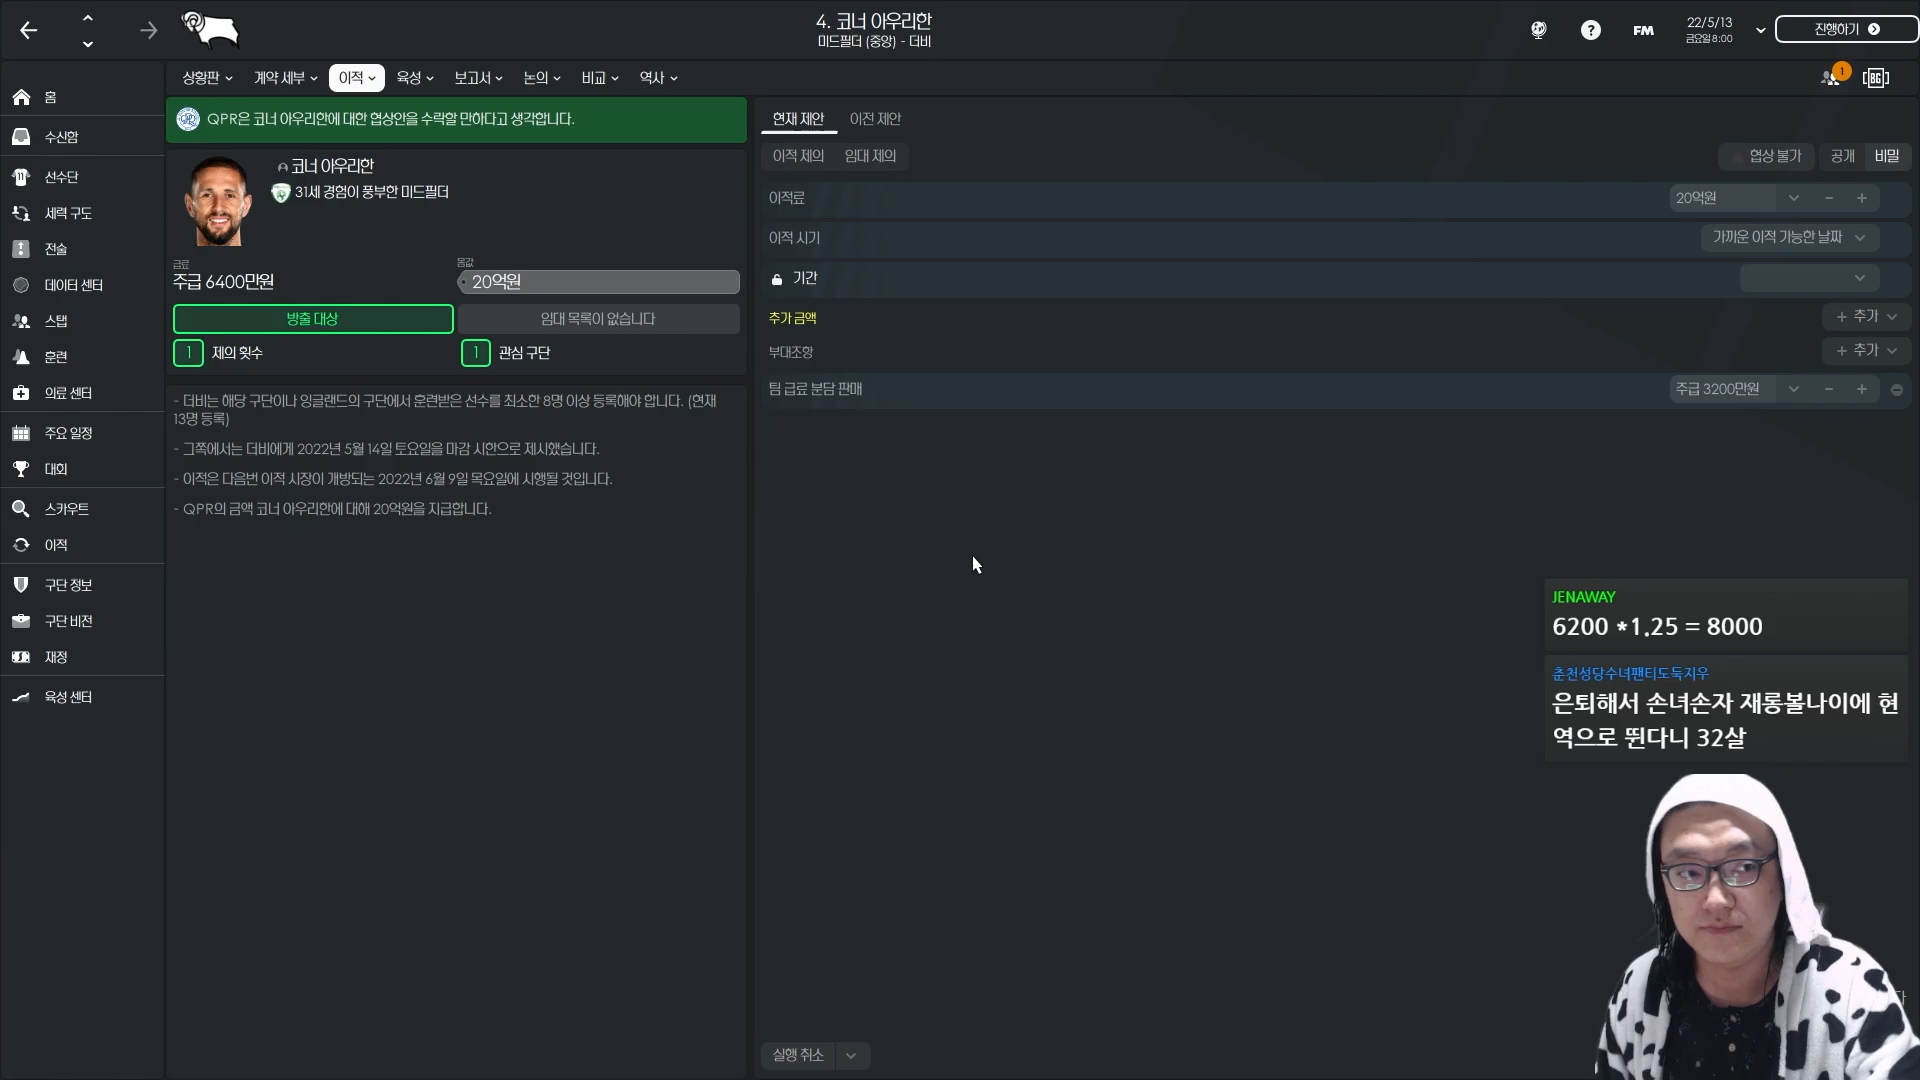 4. 코너 아우리한
미드필더 (중앙) - 더비
?
FM
22/5/13
금요일 8:00
진행하기
상황판
계약 세부
이적
육성
보고서
논의
비교
역사
1
BG
홈
수신함
선수단
세력 구도
전술
데이터 센터
스탭
훈련
의료 센터
주요 일정
대회
스카우트
이적
구단 정보
구단 비전
재정
육성 센터
QPR은 코너 아우리한에 대한 협상안을 수락할 만하다고 생각합니다.
코너 아우리한
31세 경험이 풍부한 미드필더
급료
주급 6400만원
몸값
20억원
방출 대상
임대 목록이 없습니다
1 제의 횟수
1 관심 구단
- 더비는 해당 구단이나 잉글랜드의 구단에서 훈련받은 선수를 최소한 8명 이상 등록해야 합니다. (현재
13명 등록)
- 그쪽에서는 더비에게 2022년 5월 14일 토요일을 마감 시한으로 제시했습니다.
- 이적은 다음번 이적 시장이 개방되는 2022년 6월 9일 목요일에 시행될 것입니다.
- QPR의 금액 코너 아우리한에 대해 20억원을 지급합니다.
현재 제안
이전 제안
이적 제의
임대 제의
협상 불가
공개
비밀
이적료
20억원
이적 시기
가까운 이적 가능한 날짜
기간
추가 금액
+ 추가
부대조항
+ 추가
팀 급료 분담 판매
주급 3200만원
실행 취소
JENAWAY
6200 *1.25 = 8000
춘천성당수녀팬티도둑지우
은퇴해서 손녀손자 재롱볼나이에 현
역으로 뛴다니 32살